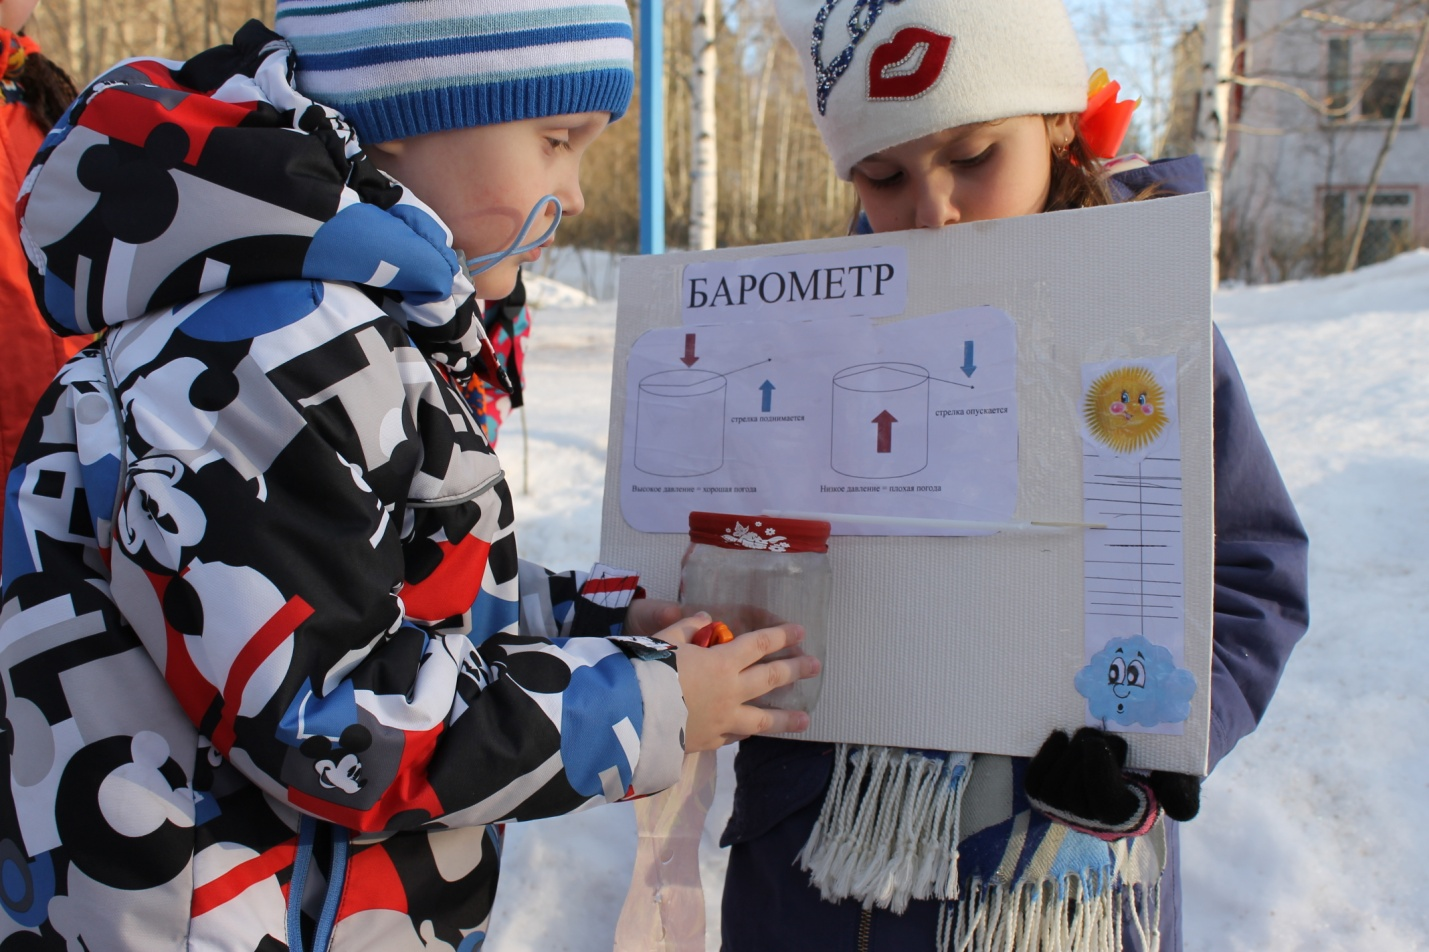 БАРОМЕТР
стрелка поднимается
стрелка опускается
Высокое давление = хорошая погода
Низкое давление = плохая погода